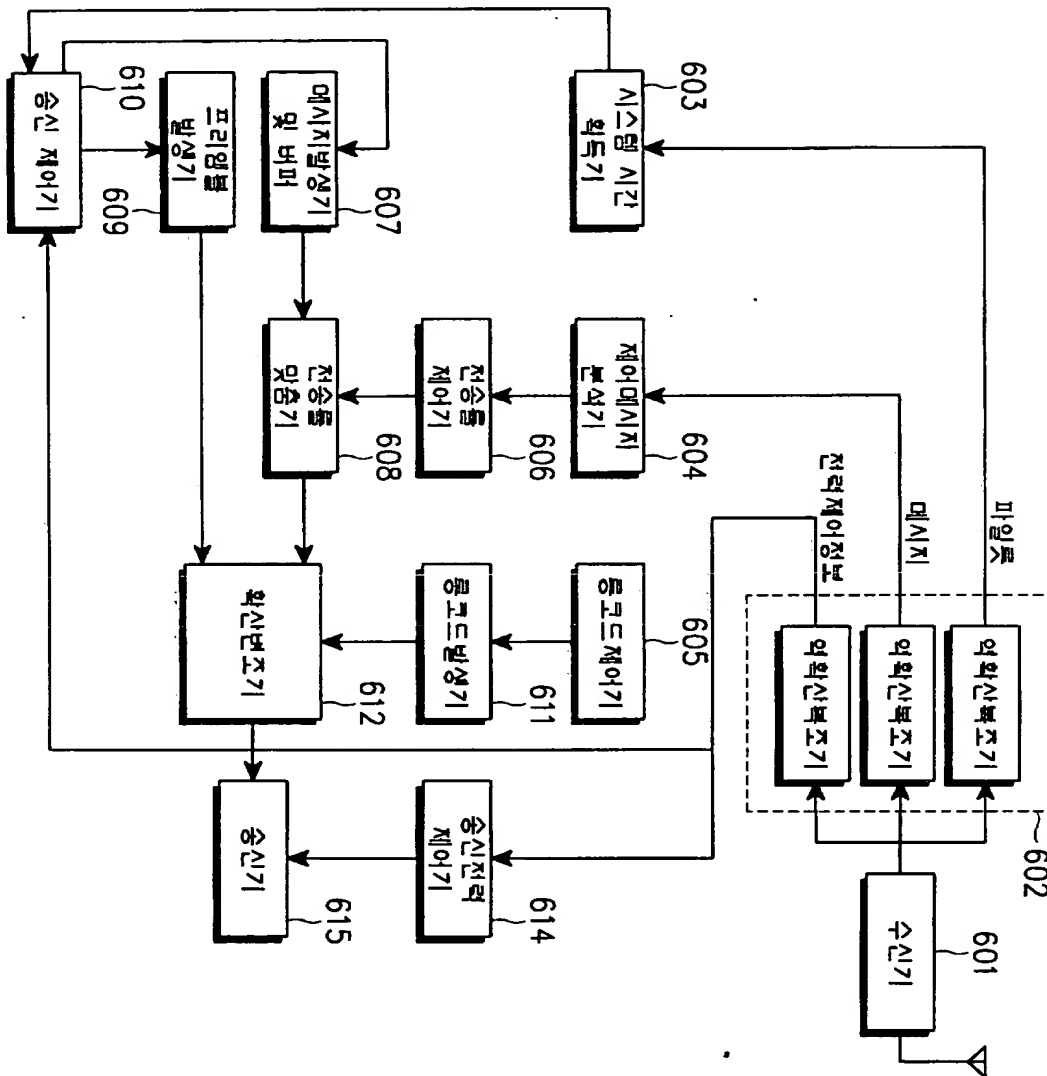 파일롯
역확산복조기
601
수신기
메시지
역확산복조기
602
전력제어정보
역확산복조기
603
시스템 시간
획득기
604
제어메시지
분석기
605
롱코드제어기
606
전송률
제어기
611
롱코드발생기
614
송신전력
제어기
607
메시지발생기
및 버퍼
608
전송률
맞춤기
612
확산변조기
615
송신기
609
프리앰블
발생기
610
송신 제어기